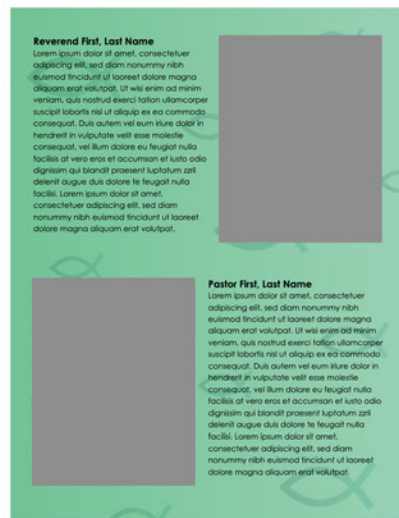 Reverend First, Last Name
Lorem ipsum dolor sit amet, consectetuer
adipiscing elit, sed diam nonummy nibh
euismod tincidunt ut laoreet dolore magna
aliquam erat volutpat. Ut wisi enim ad minim
veniam, quis nostrud exerci tation ullamcorper
suscipit lobortis nisl ut aliquip ex ea commodo
consequat. Duis autem vel eum iriure dolor in
hendrerit in vulputate velit esse molestie
consequat, vel illum dolore eu feugiat nulla
facilisis at vero eros et accumsan et iusto odio
dignissim qui blandit praesent luptatum zzril
delenit augue duis dolore te feugait nulla
facilisi. Lorem ipsum dolor sit amet,
consectetuer adipiscing elit, sed diam
nonummy nibh euismod tincidunt ut laoreet
dolore magna aliquam erat volutpat.
Pastor First, Last Name
Lorem ipsum dolor sit amet, consectetuer
adipiscing elit, sed diam nonummy nibh
euismod tincidunt ut laoreet dolore magna
aliquam erat volutpat. Ut wisi enim ad minim
veniam, quis nostrud exerci tation ullamcorper
suscipit lobortis nisl ut aliquip ex ea commodo
consequat. Duis autem vel eum iriure dolor in
hendrerit in vulputate velit esse molestie
consequat, vel illum dolore eu feugiat nulla
facilisis at vero eros et accumsan et iusto odio
dignissim qui blandit praesent luptatum zzril
delenit augue duis dolore te feugait nulla
facilisi. Lorem ipsum dolor sit amet,
consectetuer adipiscing elit, sed diam
nonummy nibh euismod tincidunt ut laoreet
dolore magna aliquam erat volutpat.